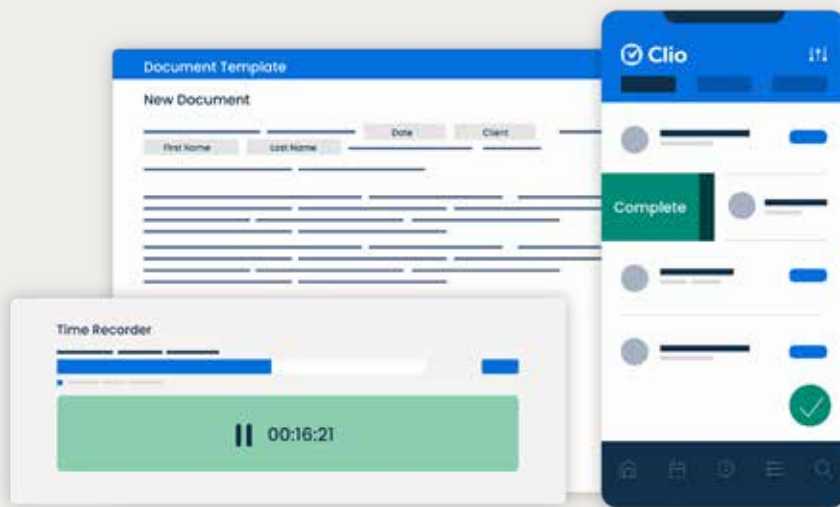 Document Template
New Document
Date Client
First Name Last Name
Time Recorder
00:16:21
Clio
Complete